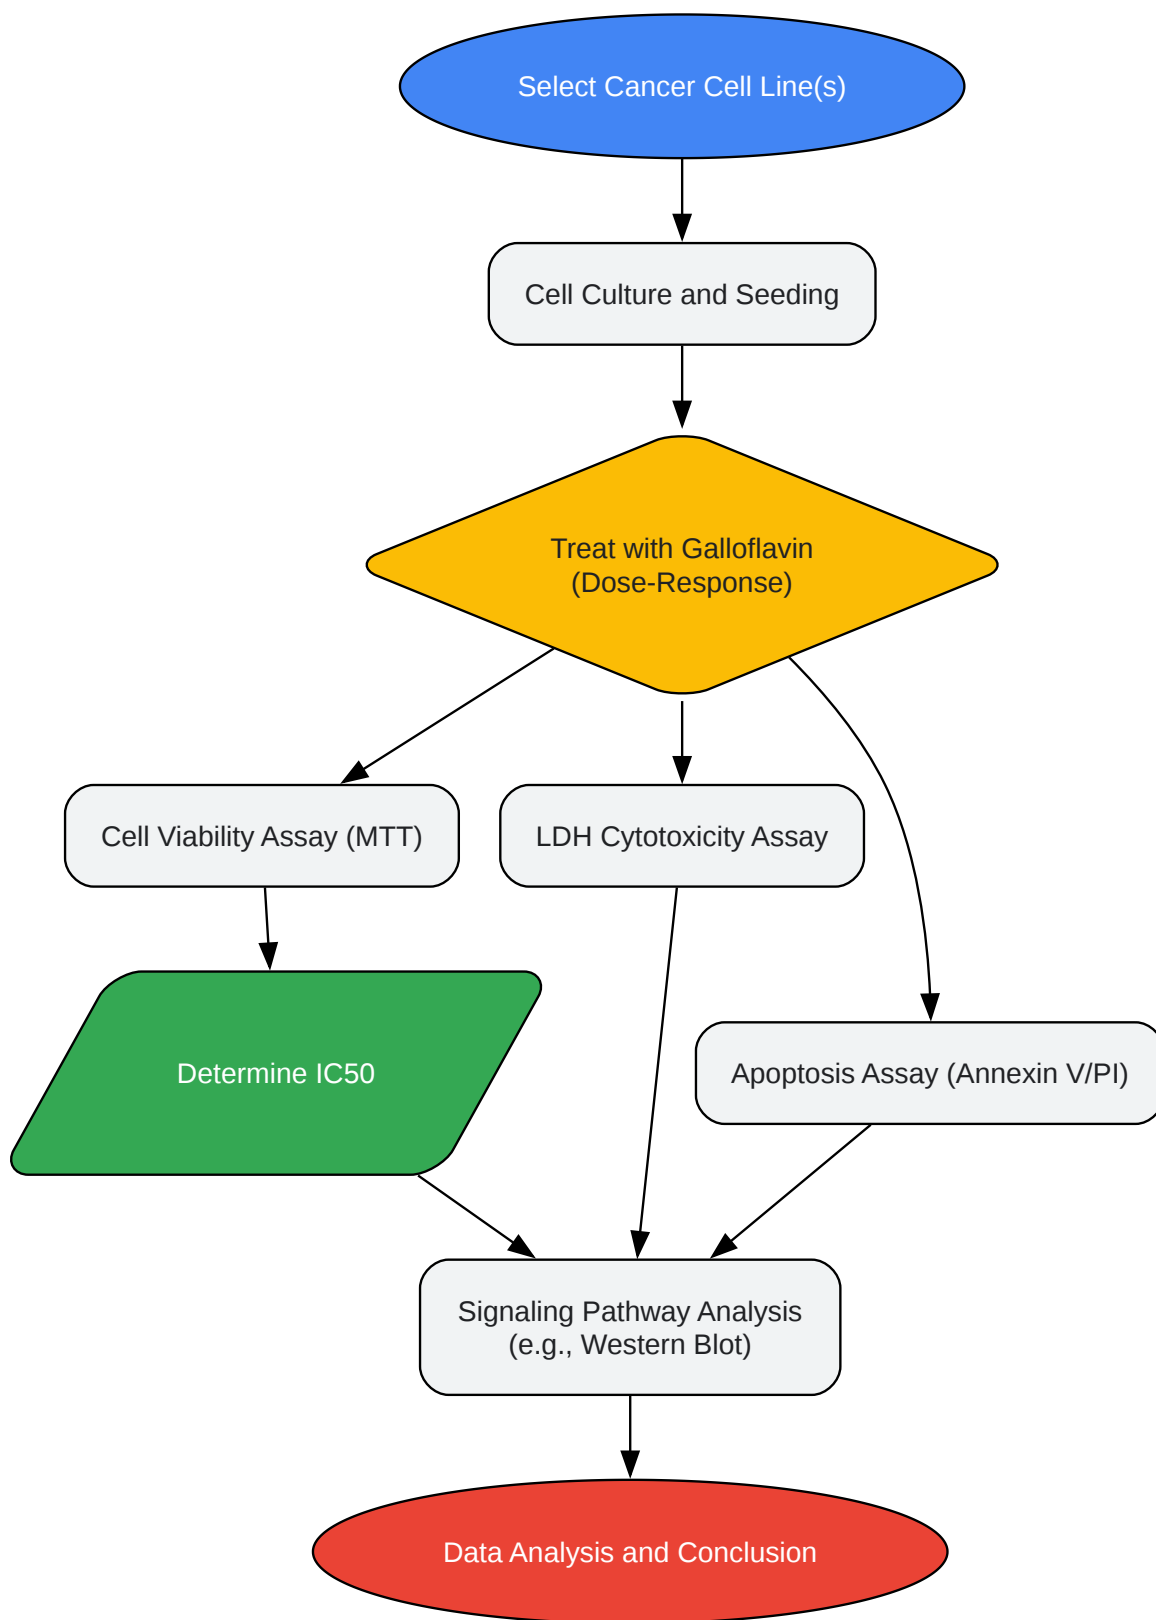 Select Cancer Cell Line(s)
Cell Culture and Seeding
Treat with Galloflavin
(Dose-Response)
Cell Viability Assay (MTT)
LDH Cytotoxicity Assay
Determine IC50
Apoptosis Assay (Annexin V/PI)
Signaling Pathway Analysis
(e.g., Western Blot)
Data Analysis and Conclusion